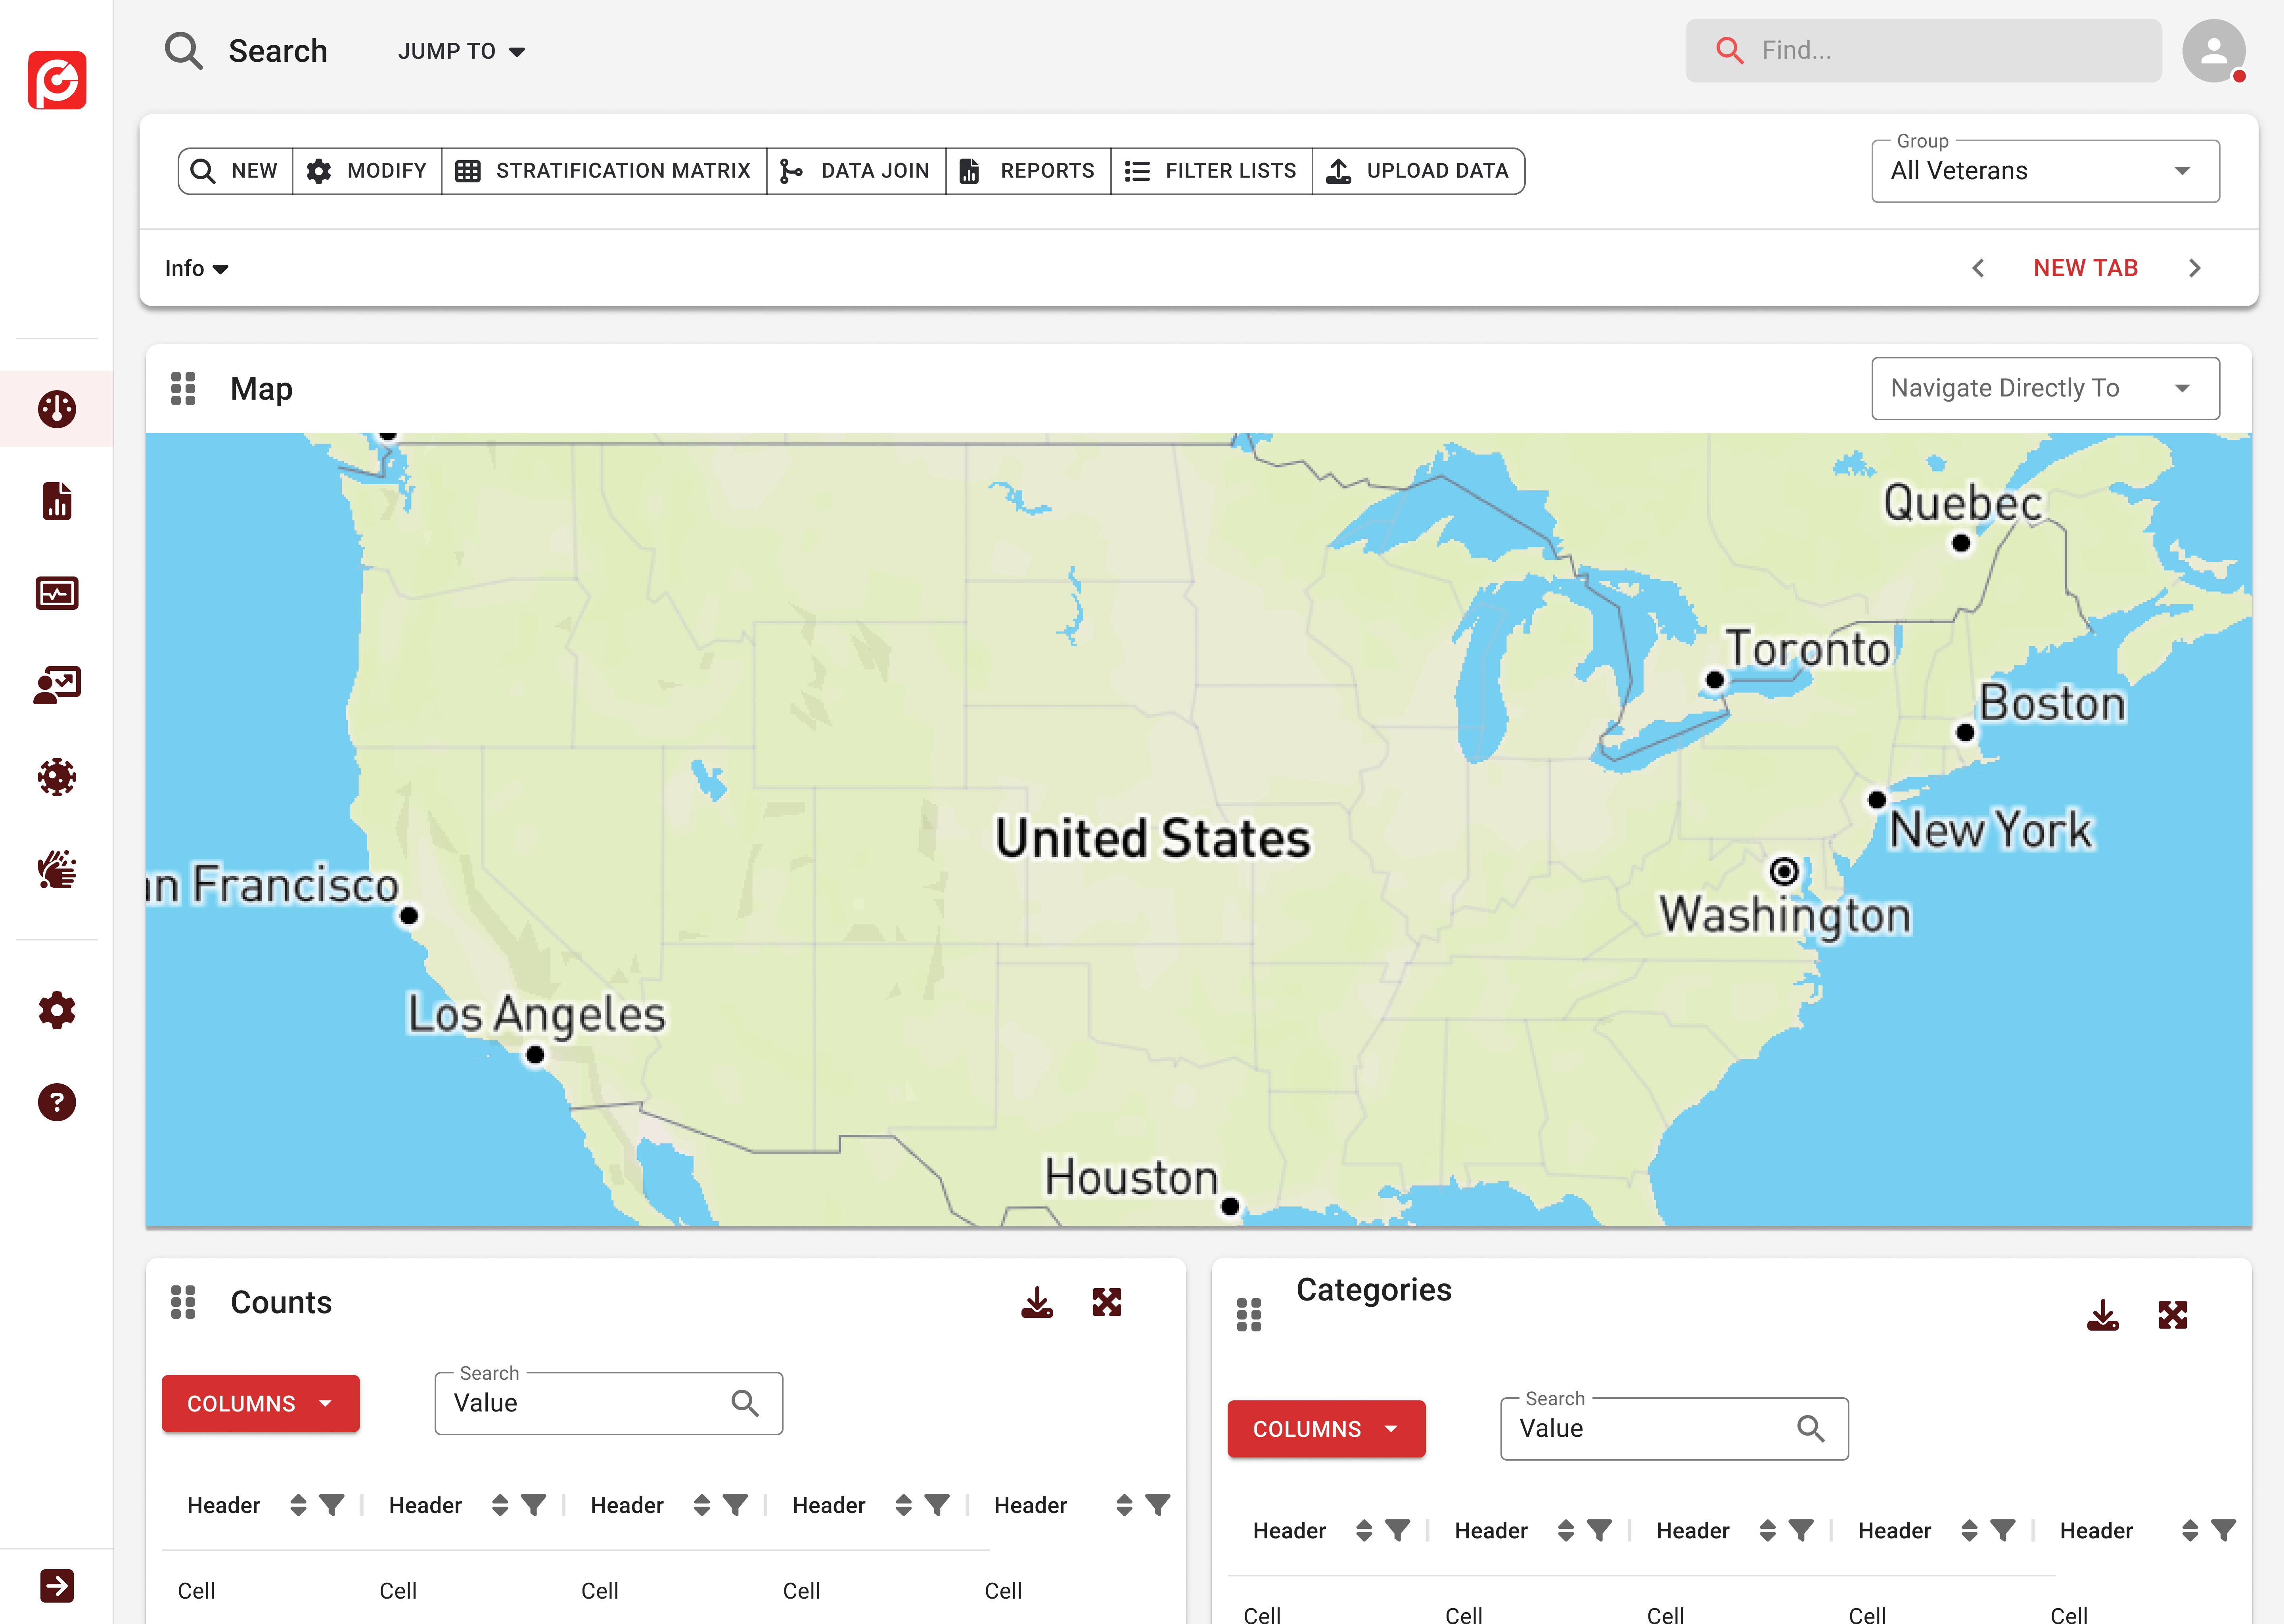 Search
JUMP TO
Find...
NEW
MODIFY
STRATIFICATION MATRIX
DATA JOIN
REPORTS
FILTER LISTS
UPLOAD DATA
Group
All Veterans
Info
NEW TAB
Map
Navigate Directly To
Quebec
Toronto
Boston
United States
New York
an Francisco
Washington
Los Angeles
Houston
Counts
COLUMNS
Search
Value
Header Header Header Header Header
Cell Cell Cell Cell Cell
Categories
COLUMNS
Search
Value
Header Header Header Header Header
Cell Cell Cell Cell Cell